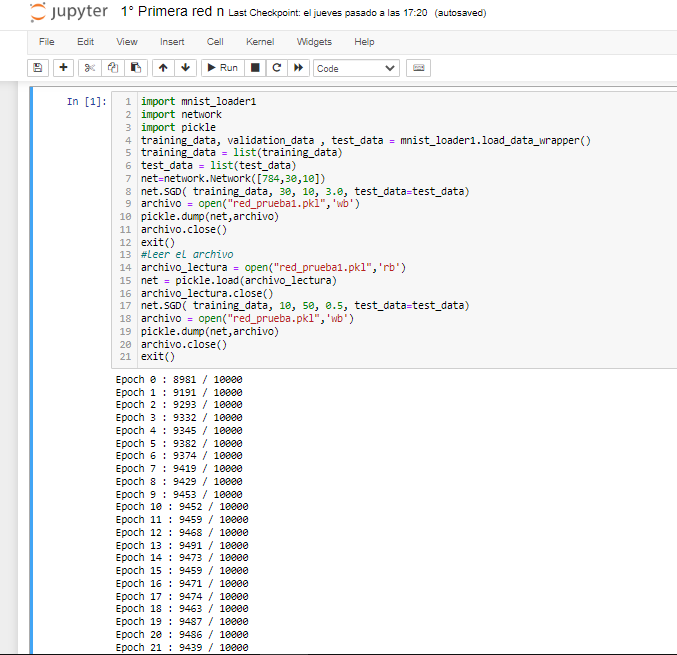 jupyter 1° Primera red n Last Checkpoint: el jueves pasado a las 17:20 (autosaved)
File Edit View Insert Cell Kernel Widgets Help
Run Code
In [1]:
1 import mnist_loader1
2 import network
3 import pickle
4 training_data, validation_data , test_data = mnist_loader1.load_data_wrapper()
5 training_data = list(training_data)
6 test_data = list(test_data)
7 net=network.Network([784,30,10])
8 net.SGD( training_data, 30, 10, 3.0, test_data=test_data)
9 archivo = open("red_prueba1.pkl",'wb')
10 pickle.dump(net,archivo)
11 archivo.close()
12 exit()
13 #leer el archivo
14 archivo_lectura = open("red_prueba1.pkl",'rb')
15 net = pickle.load(archivo_lectura)
16 archivo_lectura.close()
17 net.SGD( training_data, 10, 50, 0.5, test_data=test_data)
18 archivo = open("red_prueba.pkl",'wb')
19 pickle.dump(net,archivo)
20 archivo.close()
21 exit()
Epoch 0 : 8981 / 10000
Epoch 1 : 9191 / 10000
Epoch 2 : 9293 / 10000
Epoch 3 : 9332 / 10000
Epoch 4 : 9345 / 10000
Epoch 5 : 9382 / 10000
Epoch 6 : 9374 / 10000
Epoch 7 : 9419 / 10000
Epoch 8 : 9429 / 10000
Epoch 9 : 9453 / 10000
Epoch 10 : 9452 / 10000
Epoch 11 : 9459 / 10000
Epoch 12 : 9468 / 10000
Epoch 13 : 9491 / 10000
Epoch 14 : 9473 / 10000
Epoch 15 : 9459 / 10000
Epoch 16 : 9471 / 10000
Epoch 17 : 9474 / 10000
Epoch 18 : 9463 / 10000
Epoch 19 : 9487 / 10000
Epoch 20 : 9486 / 10000
Epoch 21 : 9439 / 10000